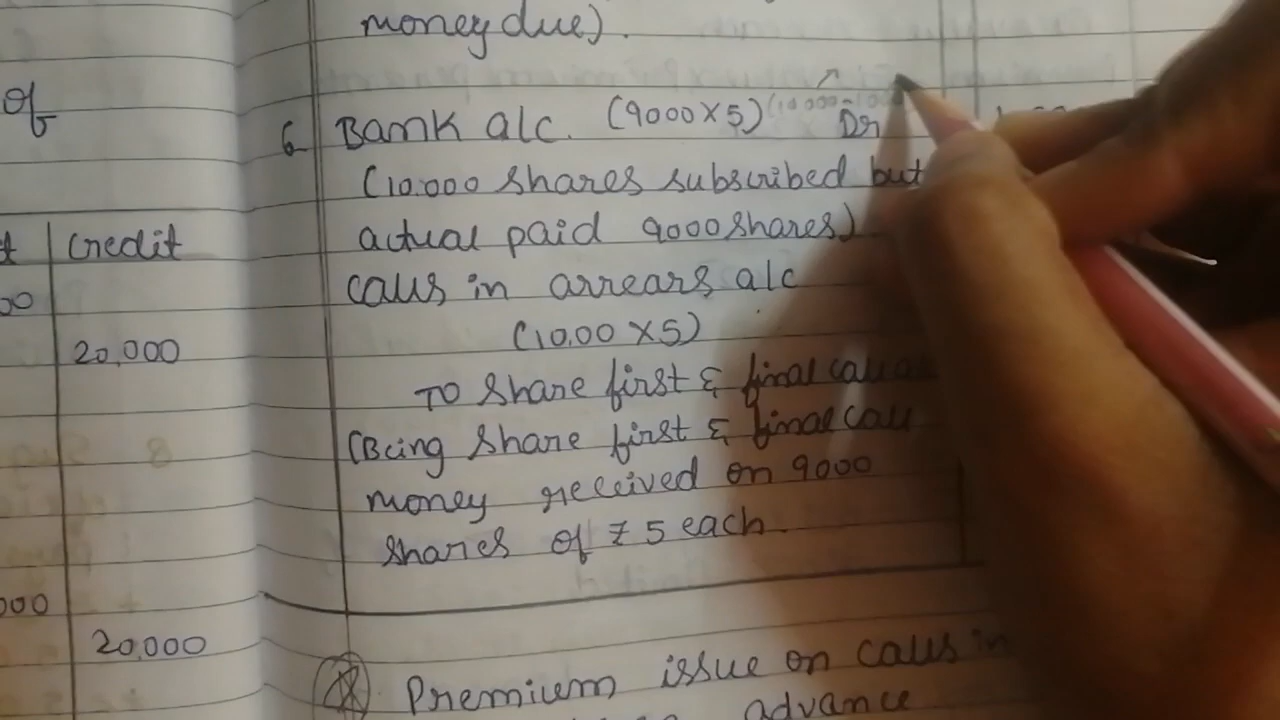 of
credit
00
20,000
000
20,000
money due).
6 Bank a/c. (9000 x 5) Dr
(10.000 shares subscribed but
actual paid 9000 shares)
calls in arrears a/c
(10,00 x 5)
To share first & final call
(Being share first & final call
money received on 9000
shares of ₹ 5 each
Premium issue on calls in
advance